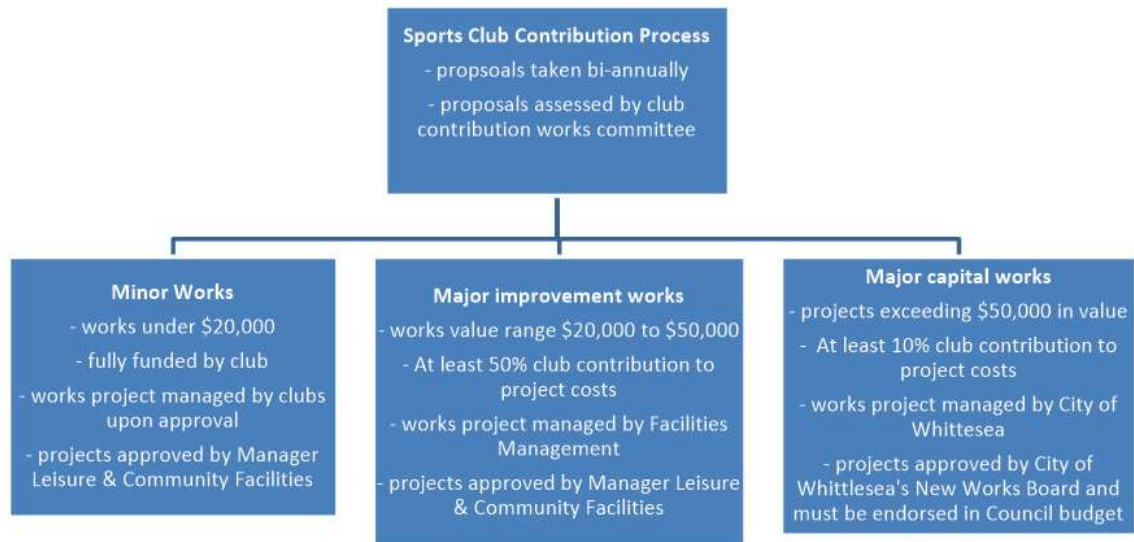 Sports Club Contribution Process
- propsoals taken bi-annually
- proposals assessed by club
contribution works committee
Minor Works
- works under $20,000
- fully funded by club
- works project managed by clubs
upon approval
- projects approved by Manager
Leisure & Community Facilities
Major improvement works
- works value range $20,000 to $50,000
- At least 50% club contribution to
project costs
- works project managed by Facilities
Management
- projects approved by Manager Leisure
& Community Facilities
Major capital works
- projects exceeding $50,000 in value
- At least 10% club contribution to
project costs
- works project managed by City of
Whittesea
- projects approved by City of
Whittlesea's New Works Board and
must be endorsed in Council budget